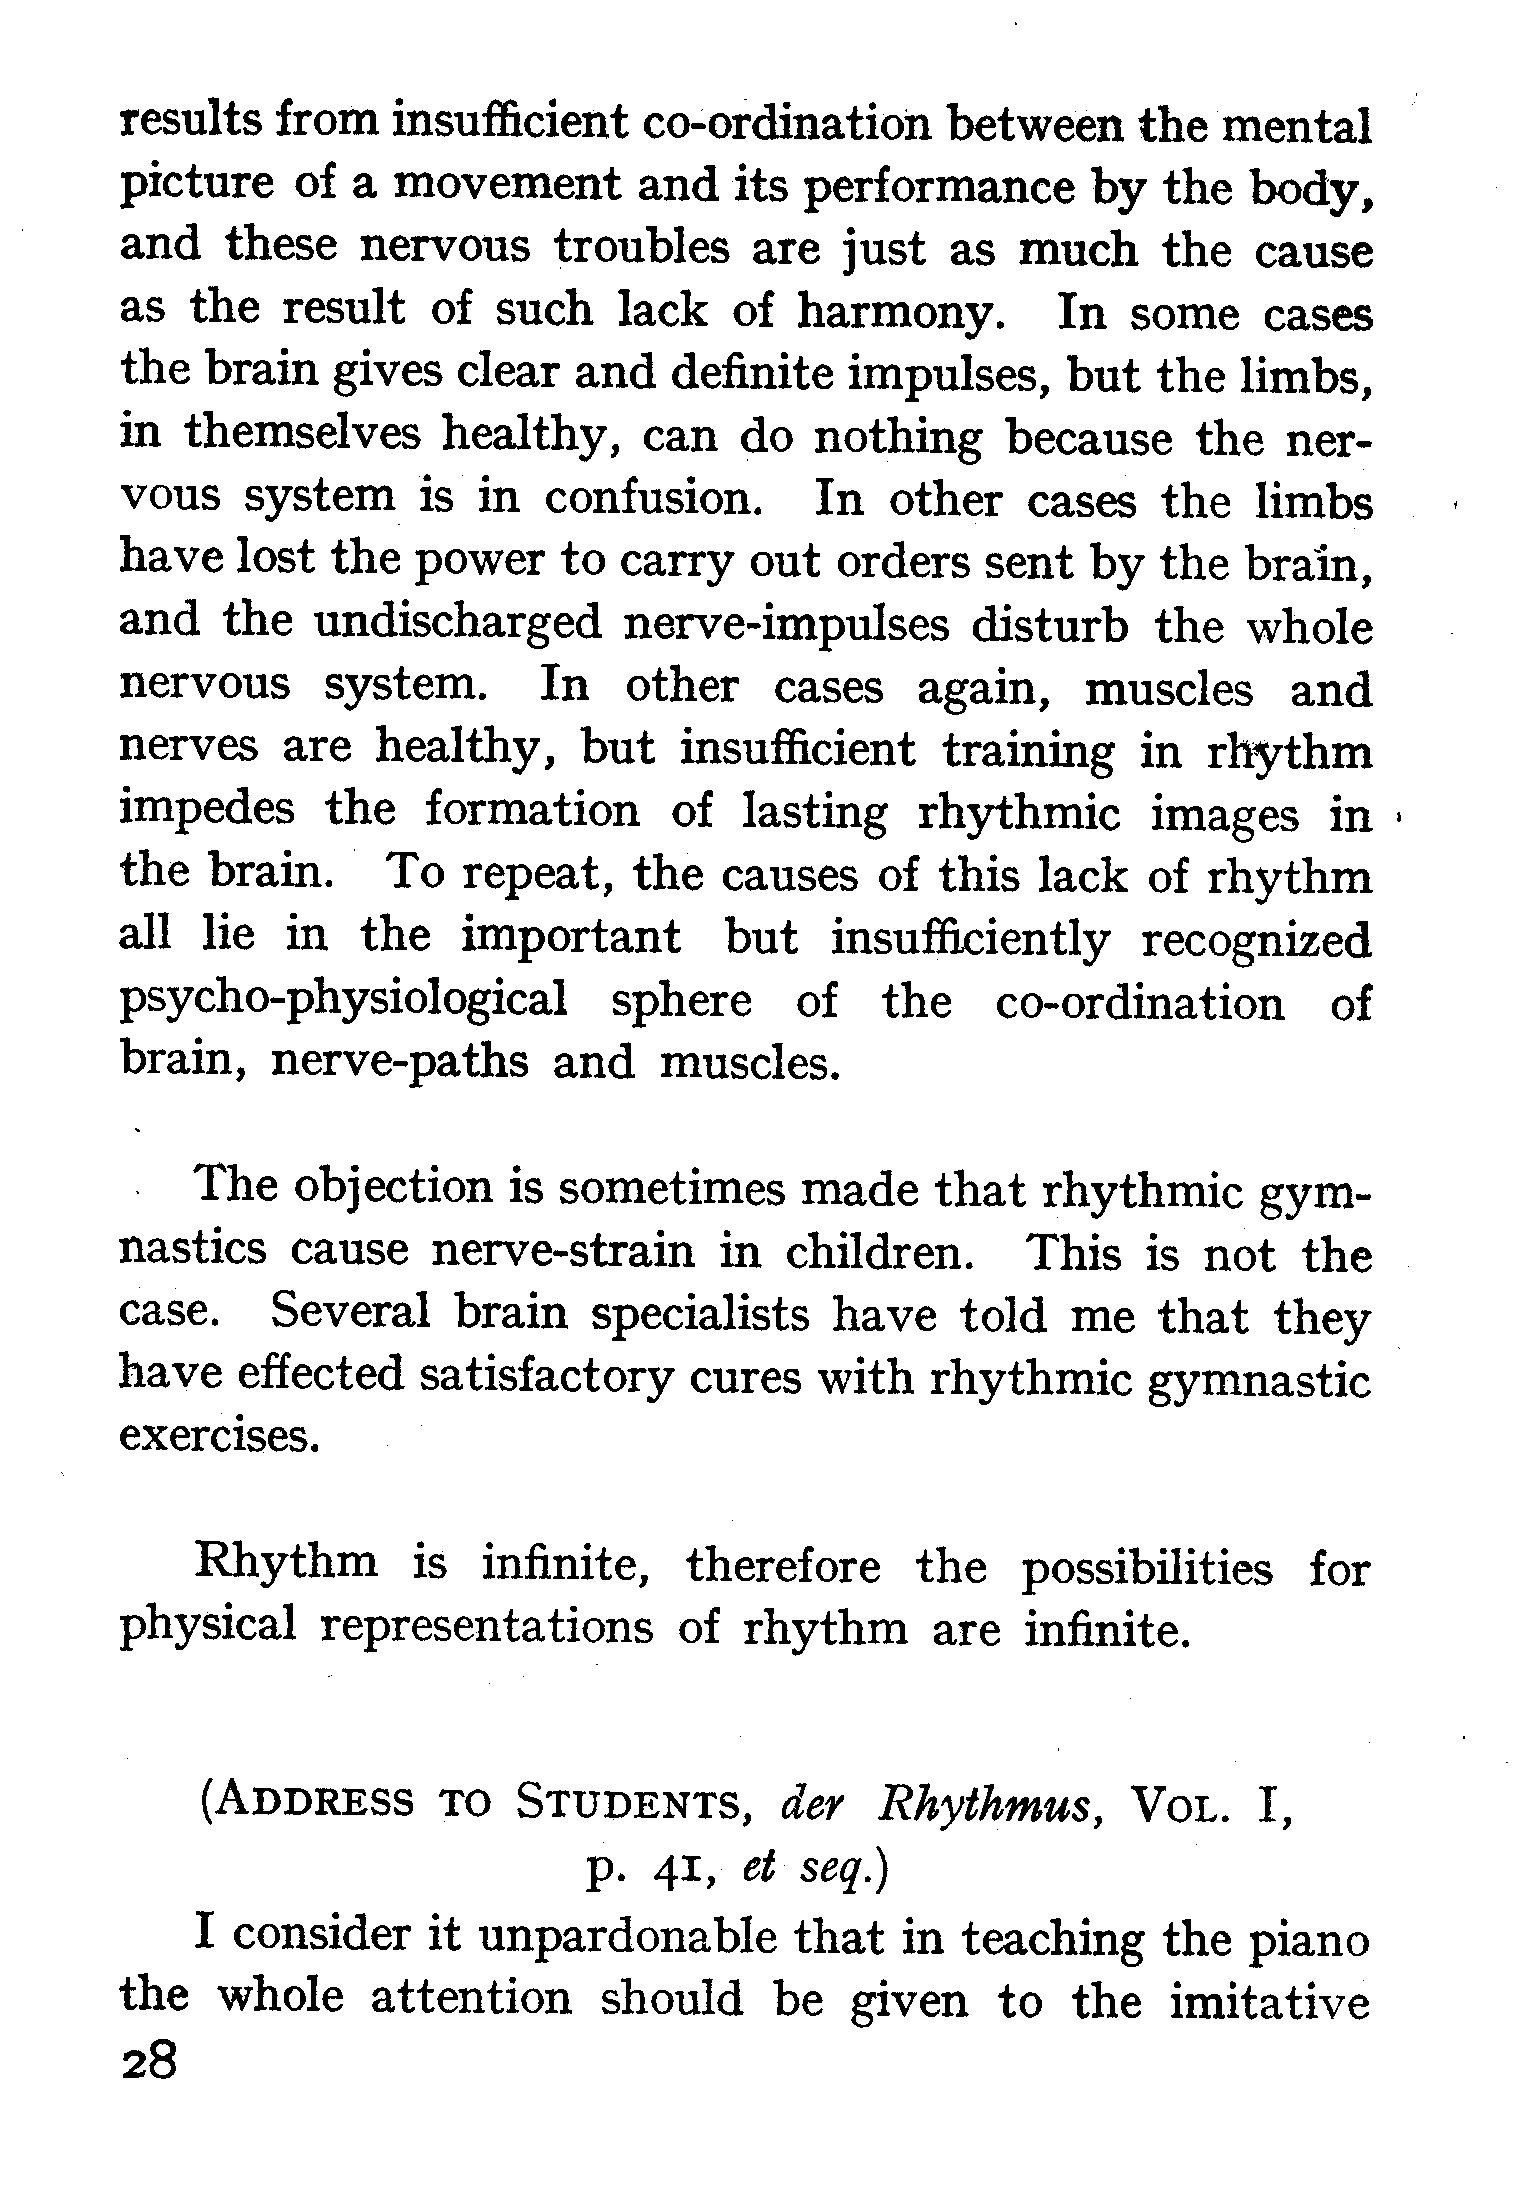 results from insufficient co-ordination between the mental
picture of a movement and its performance by the body,
and these nervous troubles are just as much the cause
as the result of such lack of harmony. In some cases
the brain gives clear and definite impulses, but the limbs,
in themselves healthy, can do nothing because the ner-
vous system is in confusion. In other cases the limbs
have lost the power to carry out orders sent by the brain,
and the undischarged nerve-impulses disturb the whole
nervous system. In other cases again, muscles and
nerves are healthy, but insufficient training in rhythm
impedes the formation of lasting rhythmic images in
the brain. To repeat, the causes of this lack of rhythm
all lie in the important but insufficiently recognized
psycho-physiological sphere of the co-ordination of
brain, nerve-paths and muscles.
The objection is sometimes made that rhythmic gym-
nastics cause nerve-strain in children. This is not the
case. Several brain specialists have told me that they
have effected satisfactory cures with rhythmic gymnastic
exercises.
Rhythm is infinite, therefore the possibilities for
physical representations of rhythm are infinite.
(ADDRESS TO STUDENTS, der Rhythmus, VOL. I,
p. 41, et seq.)
I consider it unpardonable that in teaching the piano
the whole attention should be given to the imitative
28